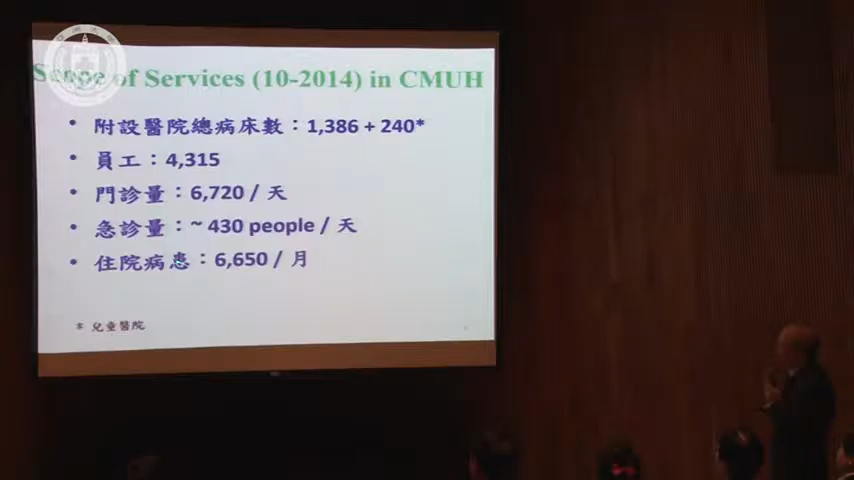 Scope of Services (10-2014) in CMUH
• 附設醫院總病床數：1,386 + 240*
• 員工：4,315
• 門診量：6,720 / 天
• 急診量：~ 430 people / 天
• 住院病患：6,650 / 月
* 兒童醫院